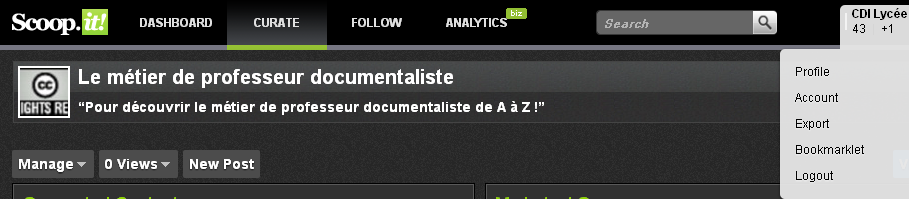 Scoop.it! DASHBOARD CURATE FOLLOW ANALYTICS biz Search CDI Lycée
43 +1
Le métier de professeur documentaliste
“Pour découvrir le métier de professeur documentaliste de A à Z !”
IGHTS RE
Profile
Account
Export
Bookmarklet
Logout
Manage 0 Views New Post